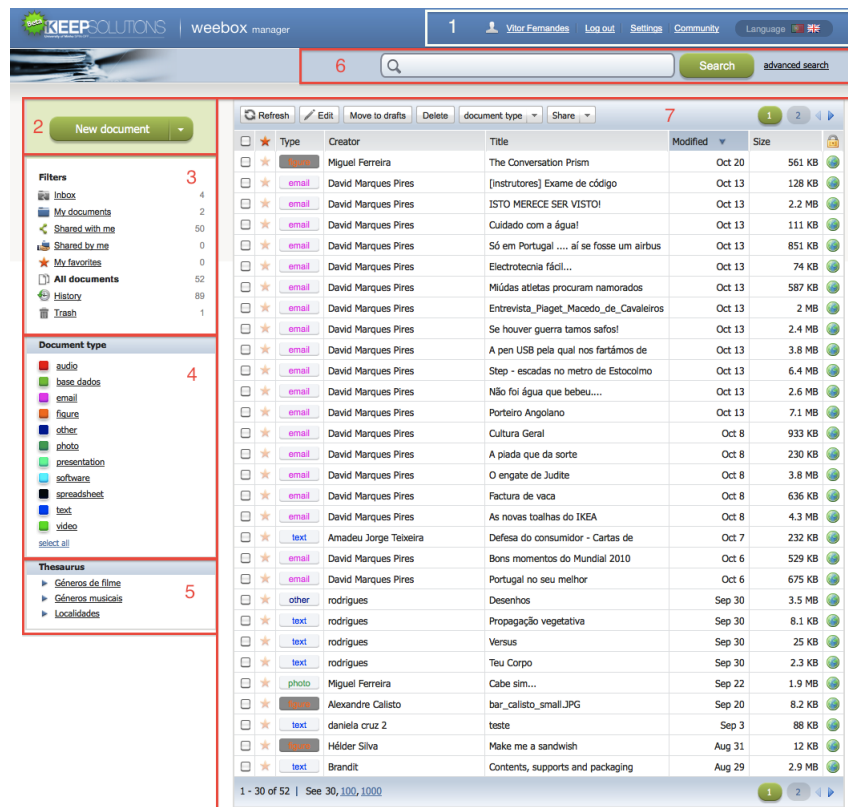 Beta
KEEPSOLUTIONS weebox manager
1 Vitor Fernandes Log out Settings Community Language
6 Search advanced search
2 New document
3
Filters
Inbox 4
My documents 2
Shared with me 50
Shared by me 0
My favorites 0
All documents 52
History 89
Trash 1
Document type
4
audio
base dados
email
figure
other
photo
presentation
software
spreadsheet
text
video
select all
Thesaurus
5
Géneros de filme
Géneros musicais
Localidades
Refresh Edit Move to drafts Delete document type Share 7 1 2
Type Creator Title Modified Size
figure Miguel Ferreira The Conversation Prism Oct 20 561 KB
email David Marques Pires [instrutores] Exame de código Oct 13 128 KB
email David Marques Pires ISTO MERECE SER VISTO! Oct 13 2.2 MB
email David Marques Pires Cuidado com a água! Oct 13 111 KB
email David Marques Pires Só em Portugal .... aí se fosse um airbus Oct 13 851 KB
email David Marques Pires Electrotecnia fácil... Oct 13 74 KB
email David Marques Pires Miúdas atletas procuram namorados Oct 13 587 KB
email David Marques Pires Entrevista_Piaget_Macedo_de_Cavaleiros Oct 13 2 MB
email David Marques Pires Se houver guerra tamos safos! Oct 13 2.4 MB
email David Marques Pires A pen USB pela qual nos fartámos de Oct 13 3.8 MB
email David Marques Pires Step - escadas no metro de Estocolmo Oct 13 6.4 MB
email David Marques Pires Não foi água que bebeu.... Oct 13 2.6 MB
email David Marques Pires Porteiro Angolano Oct 13 7.1 MB
email David Marques Pires Cultura Geral Oct 8 933 KB
email David Marques Pires A piada que da sorte Oct 8 230 KB
email David Marques Pires O engate de Judite Oct 8 3.8 MB
email David Marques Pires Factura de vaca Oct 8 636 KB
email David Marques Pires As novas toalhas do IKEA Oct 8 4.3 MB
text Amadeu Jorge Teixeira Defesa do consumidor - Cartas de Oct 7 232 KB
email David Marques Pires Bons momentos do Mundial 2010 Oct 6 529 KB
email David Marques Pires Portugal no seu melhor Oct 6 675 KB
other rodrigues Desenhos Sep 30 3.5 MB
text rodrigues Propagação vegetativa Sep 30 8.1 KB
text rodrigues Versus Sep 30 25 KB
text rodrigues Teu Corpo Sep 30 2.3 KB
photo Miguel Ferreira Cabe sim... Sep 22 1.9 MB
figure Alexandre Calisto bar_calisto_small.JPG Sep 20 8.2 KB
text daniela cruz 2 teste Sep 3 88 KB
figure Hélder Silva Make me a sandwish Aug 31 12 KB
text Brandit Contents, supports and packaging Aug 29 2.9 MB
1 - 30 of 52 | See 30, 100, 1000 1 2